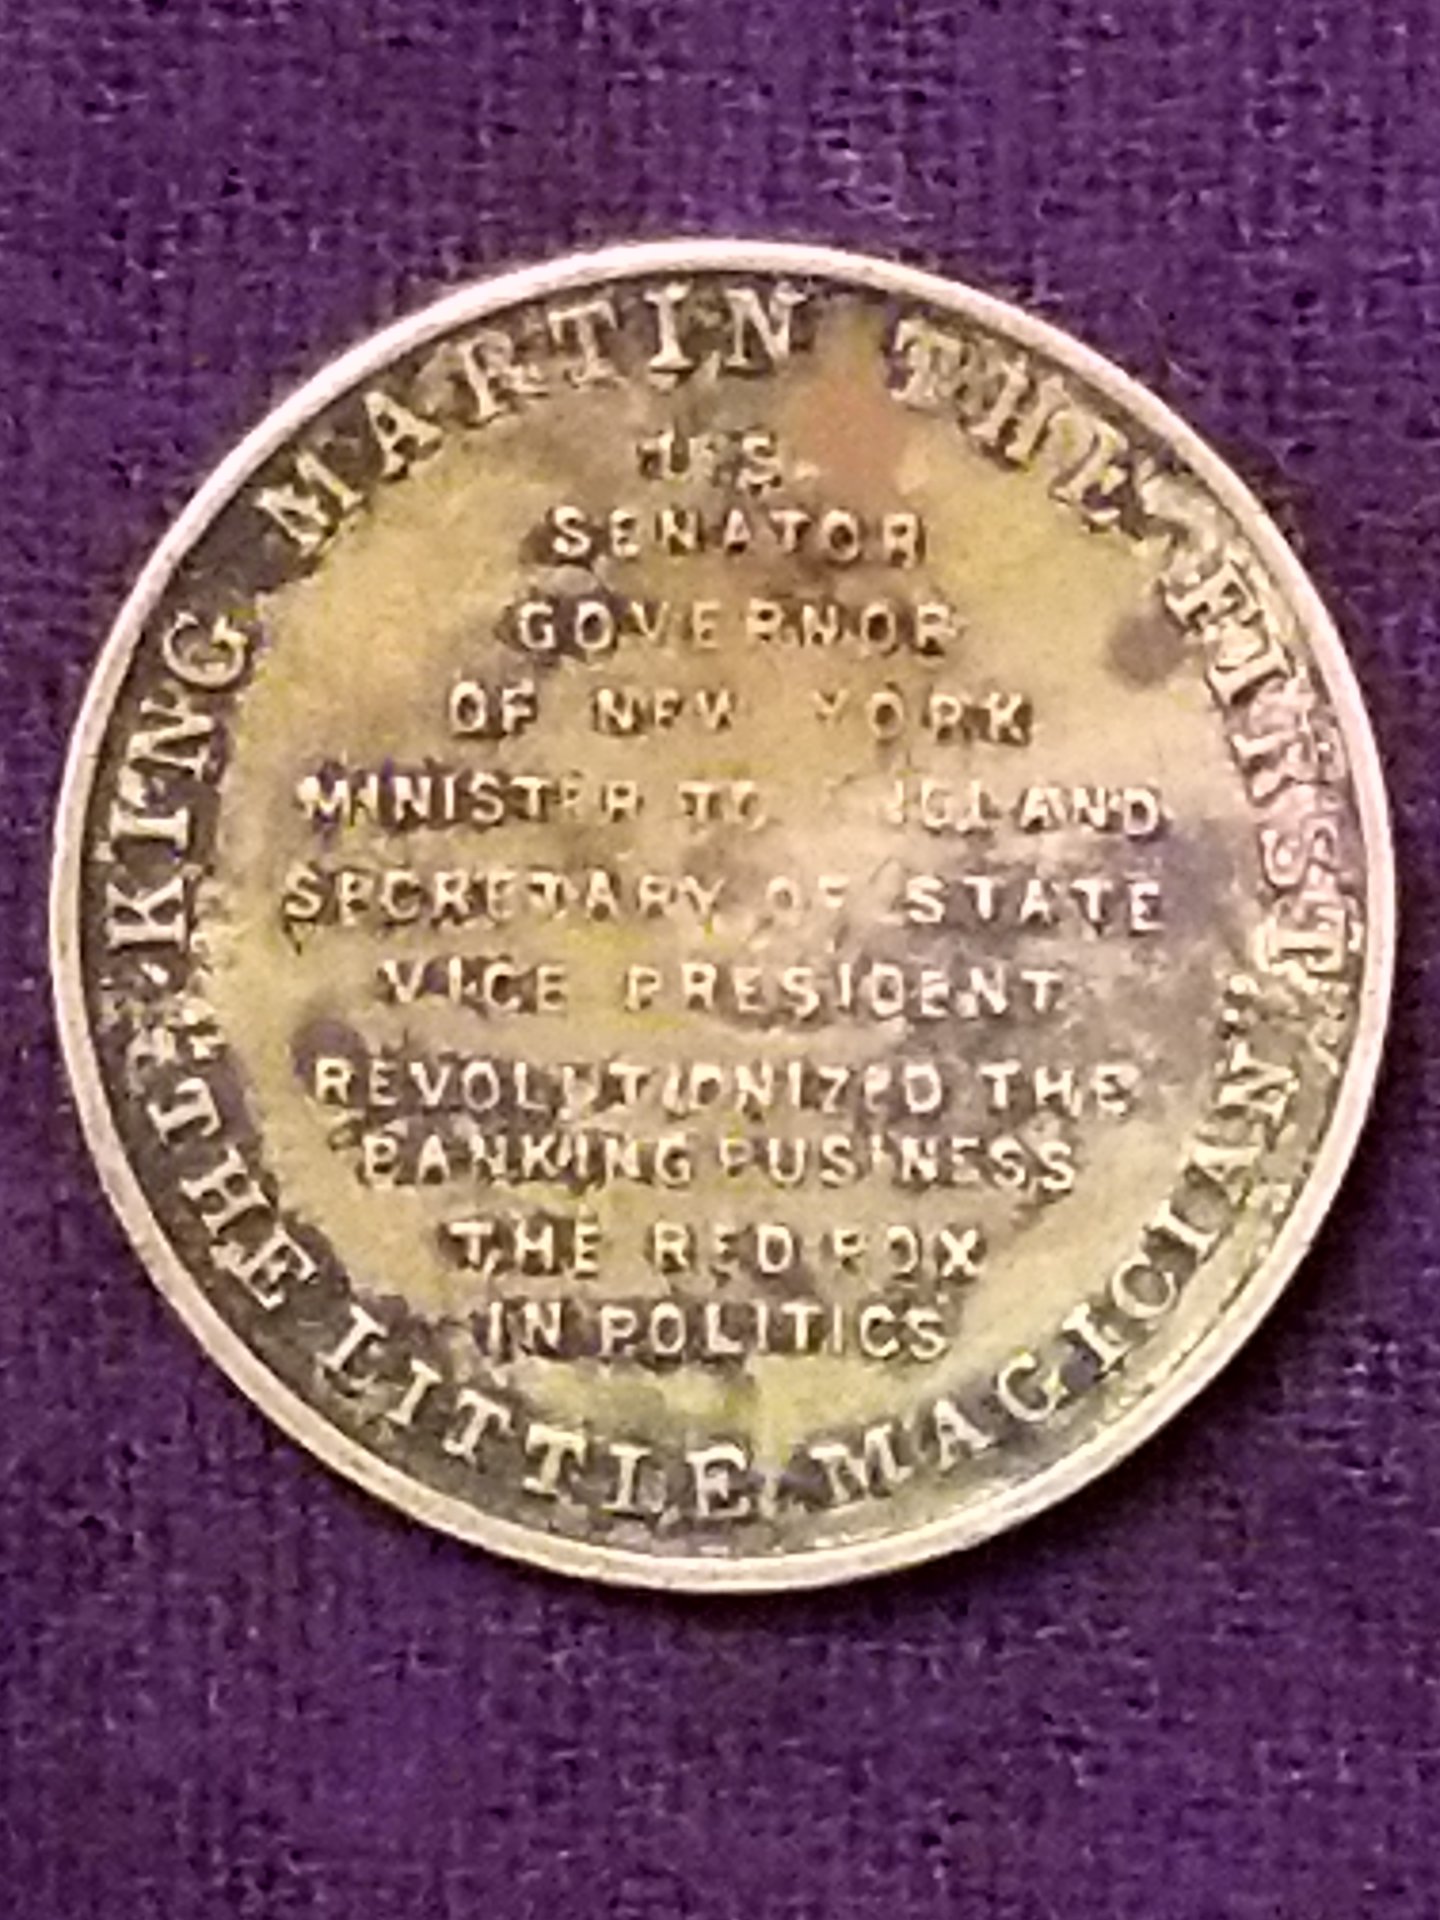 "KING MARTIN THE FIRST"
U.S.
SENATOR
GOVERNOR
OF NEW YORK
MINISTER TO ENGLAND
SECRETARY OF STATE
VICE PRESIDENT
REVOLUTIONIZED THE
BANKING BUSINESS
THE RED FOX
IN POLITICS
"THE LITTLE MAGICIAN"